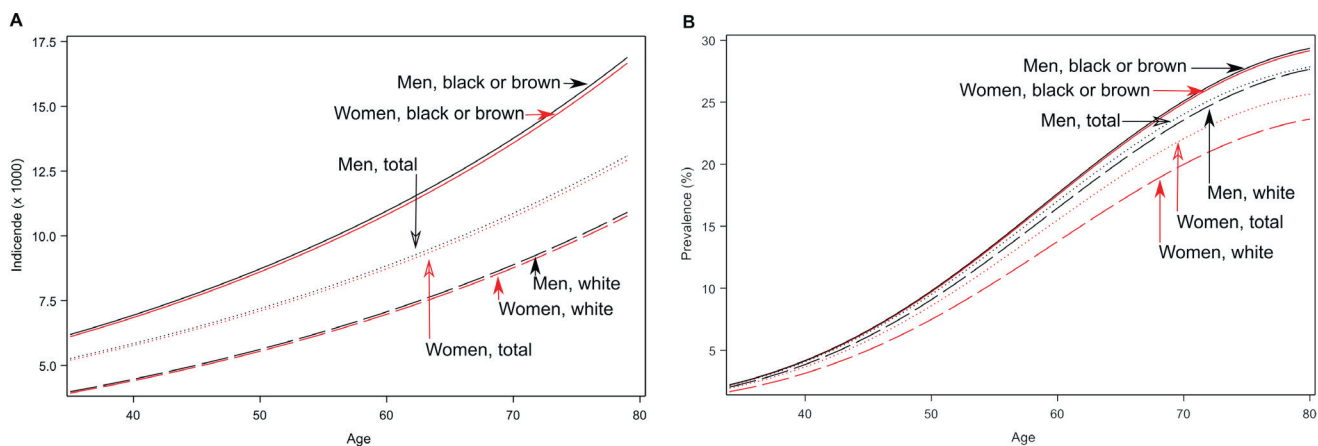 A
Indicende (x 1000)
17.5
15.0
12.5
10.0
7.5
5.0
Men, black or brown
Women, black or brown
Men, total
Men, white
Women, white
Women, total
40
50
60
70
80
Age
B
Prevalence (%)
30
25
20
15
10
5
Men, black or brown
Women, black or brown
Men, total
Men, white
Women, total
Women, white
40
50
60
70
80
Age